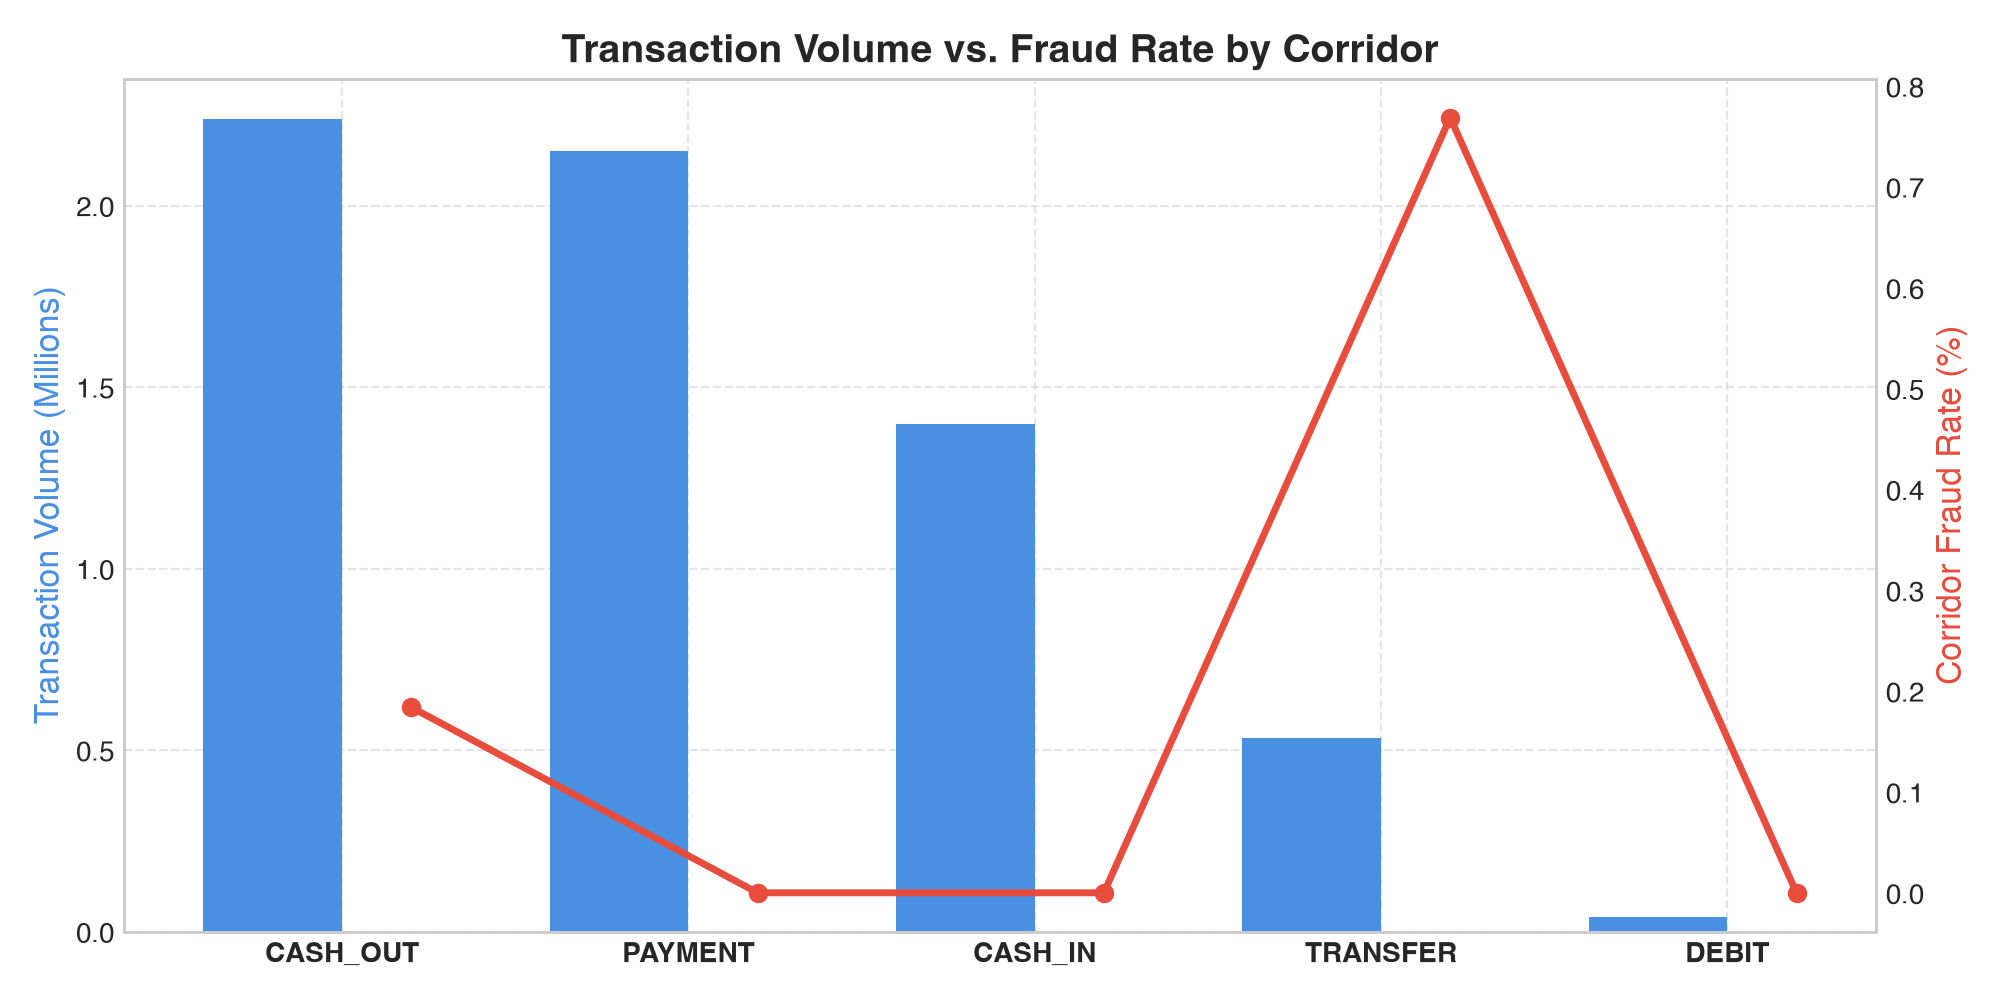 Transaction Volume vs. Fraud Rate by Corridor
Transaction Volume (Millions)
2.0
1.5
1.0
0.5
0.0
CASH_OUT
PAYMENT
CASH_IN
TRANSFER
DEBIT
0.8
0.7
0.6
0.5
0.4
0.3
0.2
0.1
0.0
Corridor Fraud Rate (%)